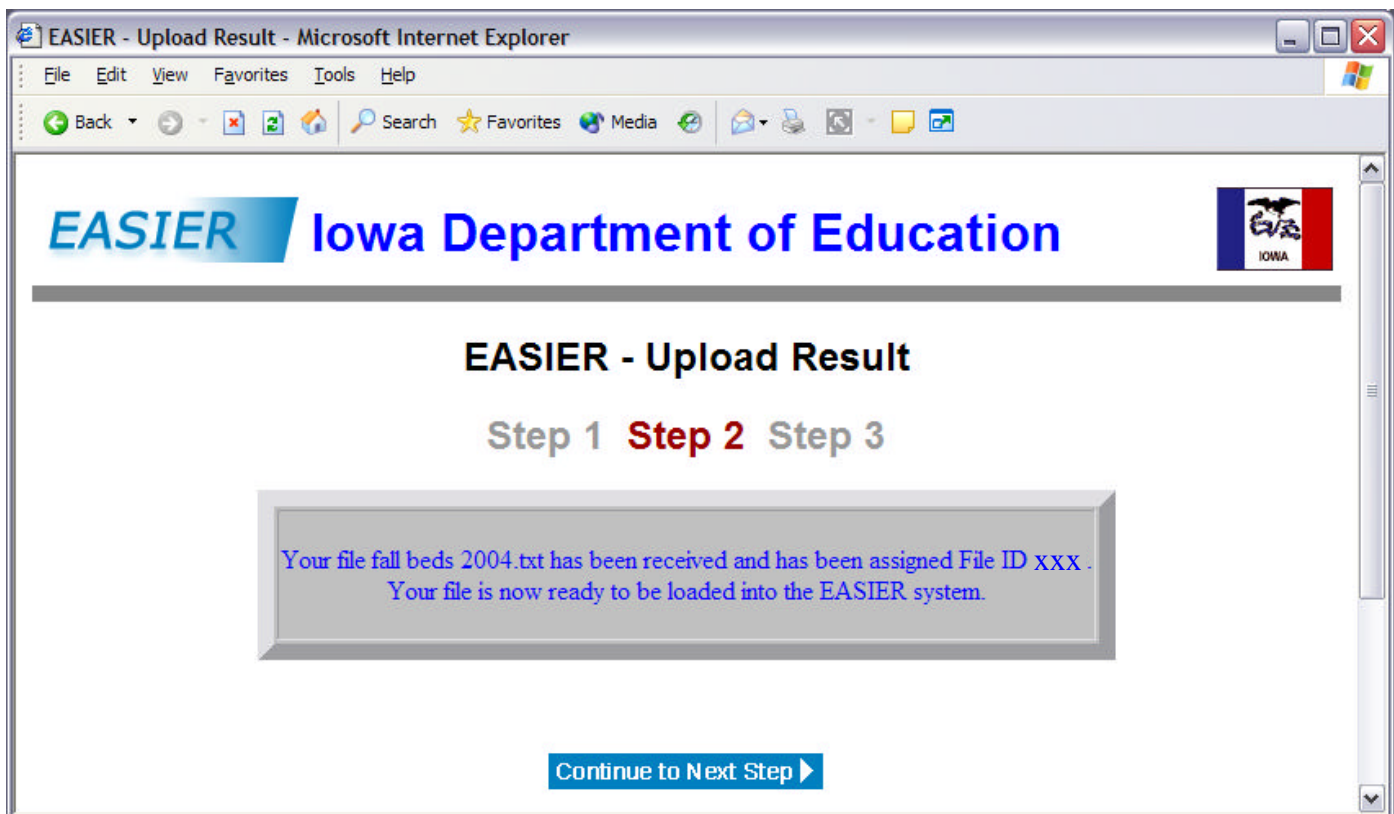 EASIER - Upload Result - Microsoft Internet Explorer
File Edit View Favorites Tools Help
Back Search Favorites Media
EASIER Iowa Department of Education
IOWA
EASIER - Upload Result
Step 1 Step 2 Step 3
Your file fall beds 2004.txt has been received and has been assigned File ID xxx .
Your file is now ready to be loaded into the EASIER system.
Continue to Next Step